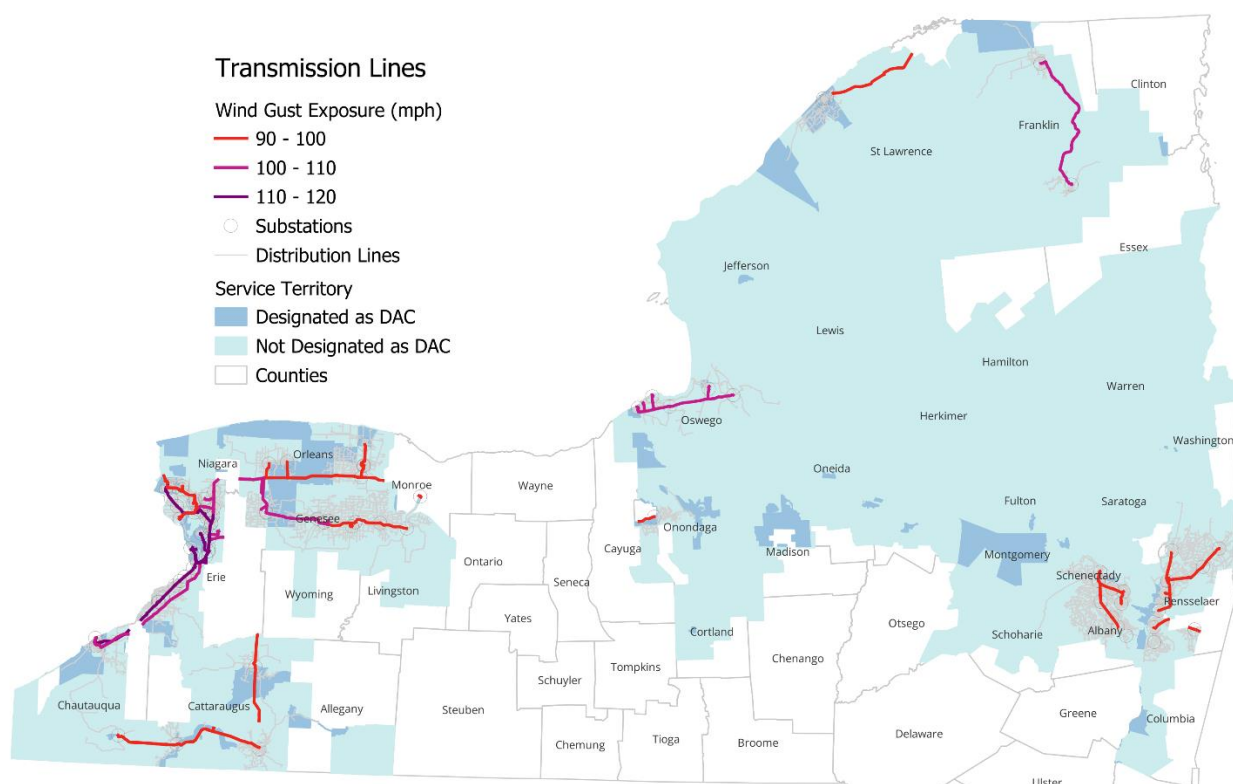 Transmission Lines
Wind Gust Exposure (mph)
90 - 100
100 - 110
110 - 120
Substations
Distribution Lines
Service Territory
Designated as DAC
Not Designated as DAC
Counties
Clinton
Franklin
St Lawrence
Essex
Jefferson
Lewis
Hamilton
Warren
Herkimer
Oswego
Washington
Niagara
Orleans
Oneida
Monroe
Wayne
Fulton
Saratoga
Genesee
Onondaga
Cayuga
Madison
Montgomery
Ontario
Erie
Schenectady
Seneca
Wyoming
Livingston
Rensselaer
Yates
Otsego
Schoharie
Albany
Cortland
Tompkins
Chenango
Schuyler
Chautauqua
Cattaraugus
Allegany
Steuben
Greene
Columbia
Delaware
Chemung
Tioga
Broome
Ulster